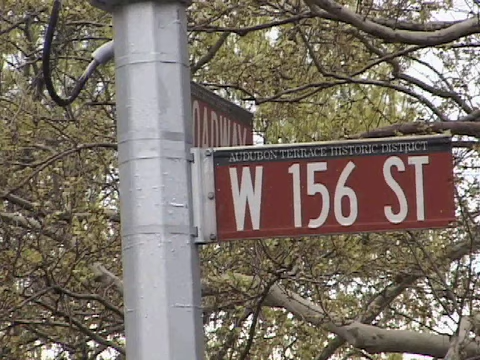 OADWAY
AUDUBON TERRACE HISTORIC DISTRICT
W 156 ST